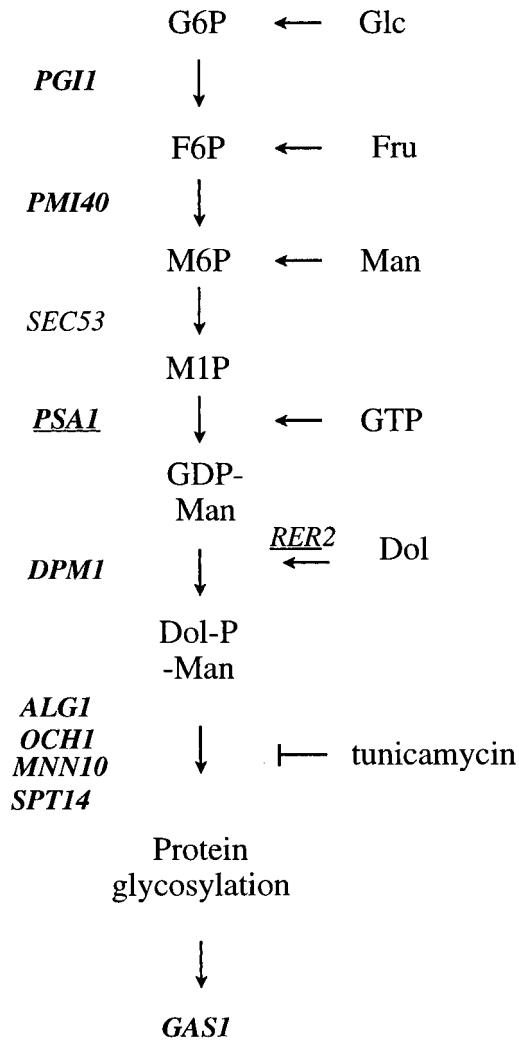 G6P Glc
PGI1
F6P Fru
PMI40
M6P Man
SEC53
M1P
PSA1 GTP
GDP-
Man
RER2 Dol
DPM1
Dol-P
-Man
ALG1
OCH1
MNN10 tunicamycin
SPT14
Protein
glycosylation
GAS1